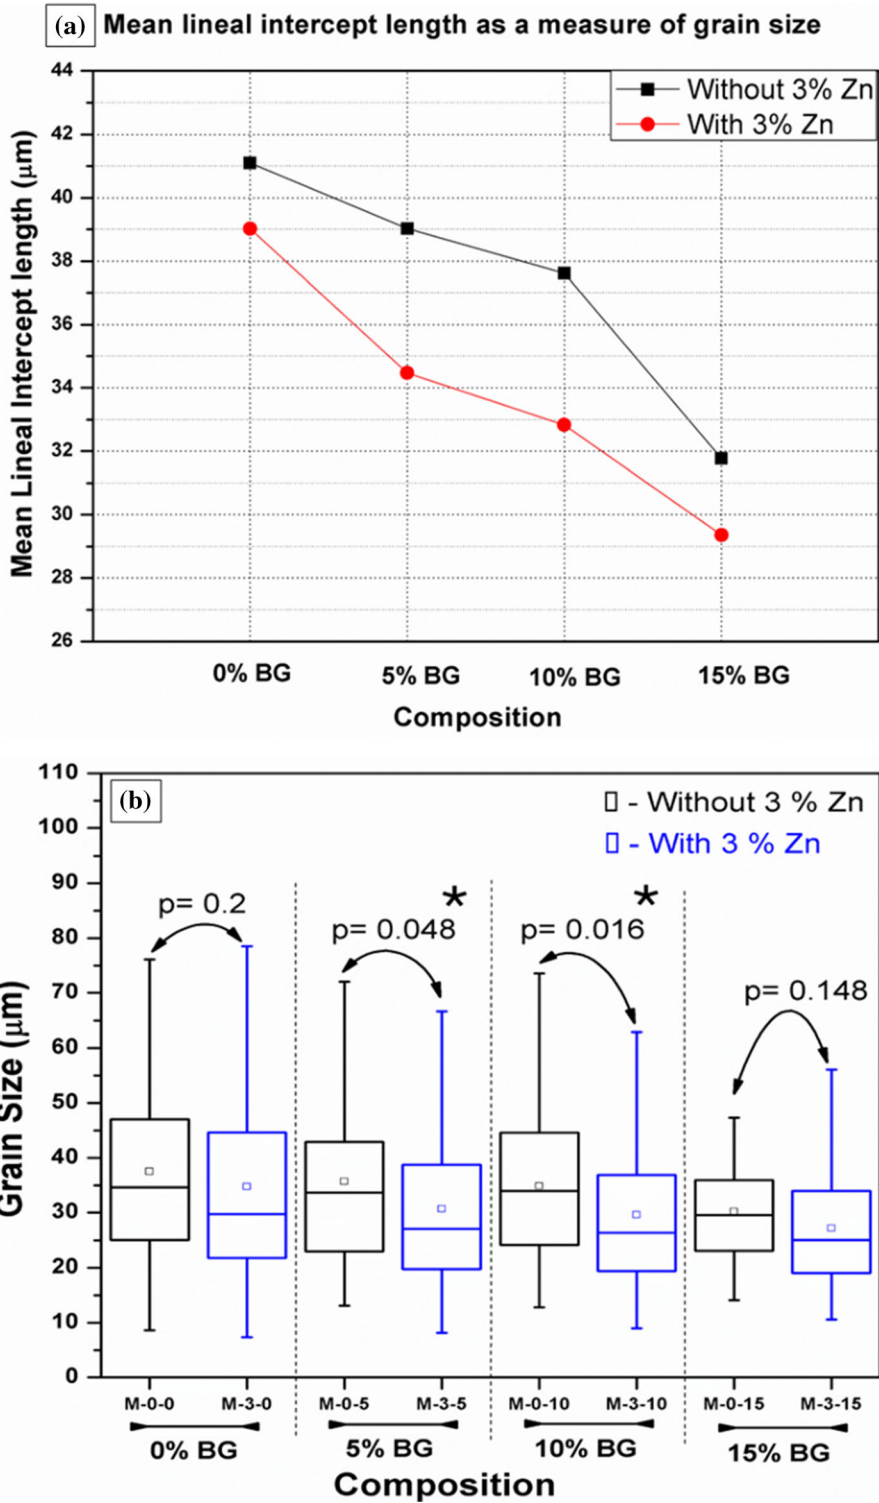 (a) Mean lineal intercept length as a measure of grain size
44
42
40
38
36
34
32
30
28
26
Mean Lineal Intercept length (μm)
Without 3% Zn
With 3% Zn
0% BG 5% BG 10% BG 15% BG
Composition
(b)
110
100
90
80
70
60
50
40
30
20
10
0
Grain Size (μm)
- Without 3 % Zn
- With 3 % Zn
p= 0.2
p= 0.048 *
p= 0.016 *
p= 0.148
M-0-0 M-3-0 M-0-5 M-3-5 M-0-10 M-3-10 M-0-15 M-3-15
0% BG 5% BG 10% BG 15% BG
Composition